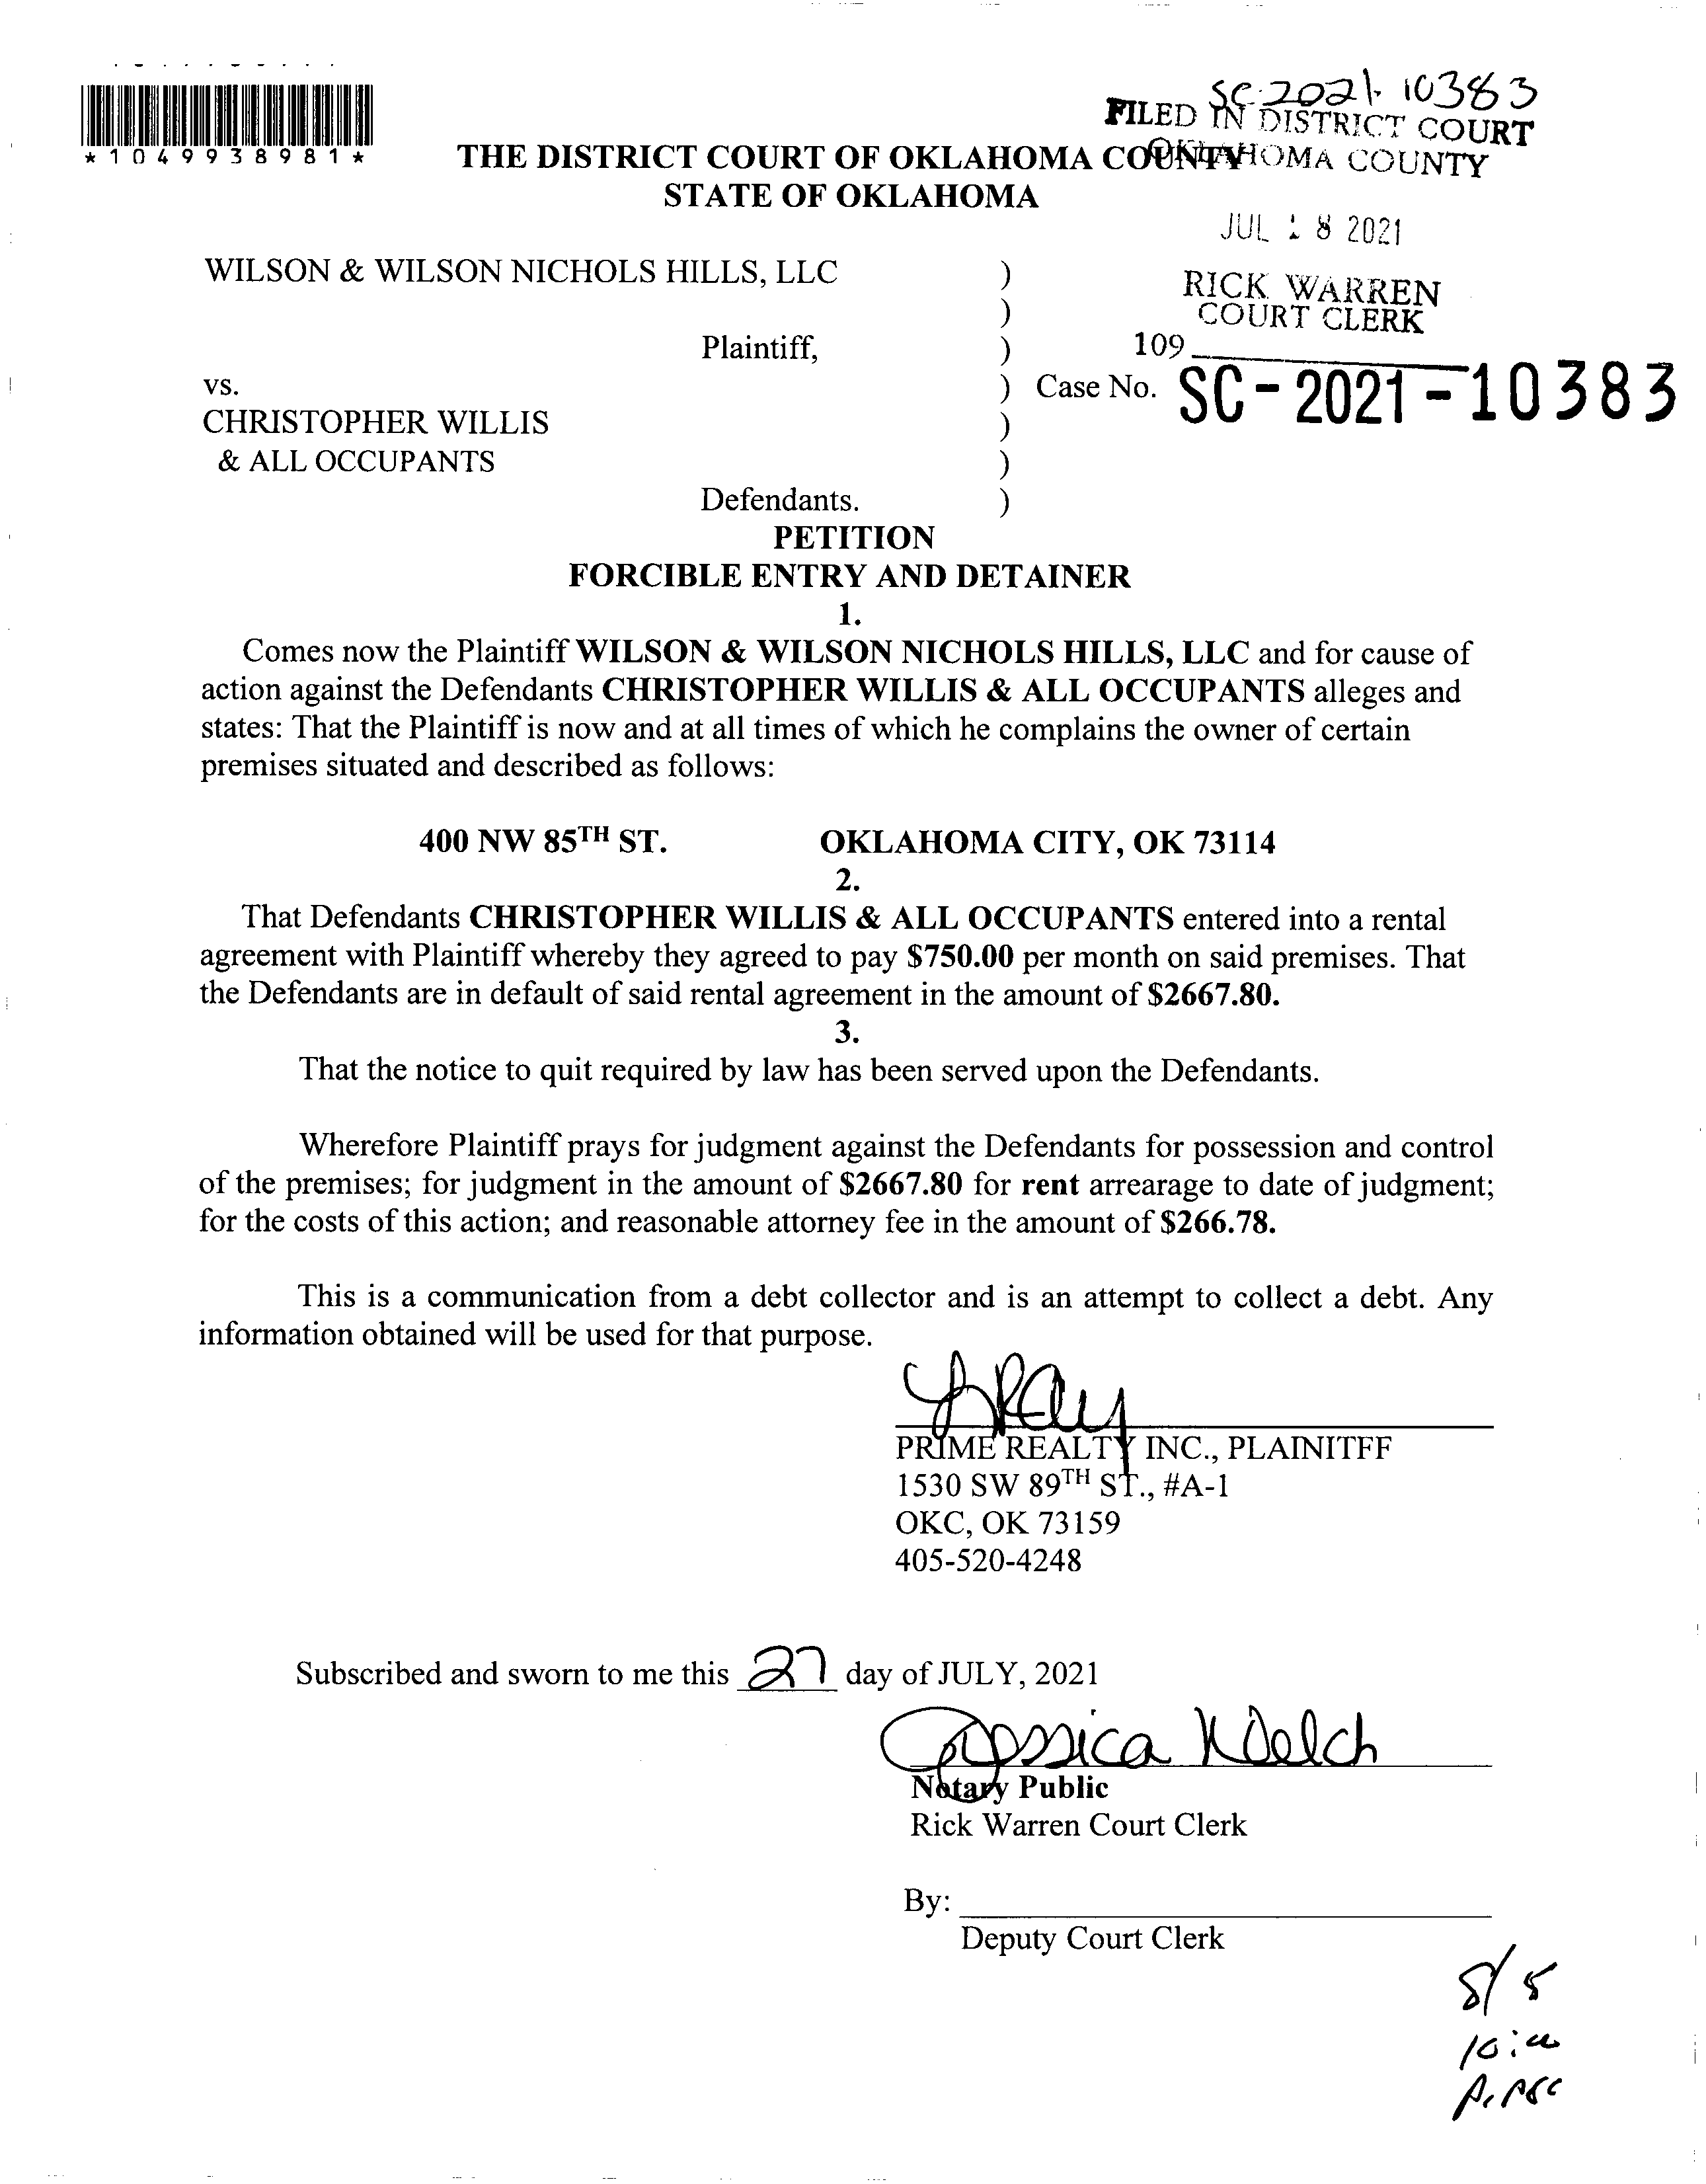 SC-2021-10383
FILED IN DISTRICT COURT
OKLAHOMA COUNTY
*1049938981*
THE DISTRICT COURT OF OKLAHOMA COUNTY
STATE OF OKLAHOMA
JUL 8 2021
WILSON & WILSON NICHOLS HILLS, LLC )
RICK WARREN
COURT CLERK
)
Plaintiff, ) 109
vs. ) Case No. SC-2021-10383
CHRISTOPHER WILLIS )
& ALL OCCUPANTS )
Defendants. )
PETITION
FORCIBLE ENTRY AND DETAINER
1.
Comes now the Plaintiff WILSON & WILSON NICHOLS HILLS, LLC and for cause of
action against the Defendants CHRISTOPHER WILLIS & ALL OCCUPANTS alleges and
states: That the Plaintiff is now and at all times of which he complains the owner of certain
premises situated and described as follows:
400 NW 85TH ST. OKLAHOMA CITY, OK 73114
2.
That Defendants CHRISTOPHER WILLIS & ALL OCCUPANTS entered into a rental
agreement with Plaintiff whereby they agreed to pay $750.00 per month on said premises. That
the Defendants are in default of said rental agreement in the amount of $2667.80.
3.
That the notice to quit required by law has been served upon the Defendants.
Wherefore Plaintiff prays for judgment against the Defendants for possession and control
of the premises; for judgment in the amount of $2667.80 for rent arrearage to date of judgment;
for the costs of this action; and reasonable attorney fee in the amount of $266.78.
This is a communication from a debt collector and is an attempt to collect a debt. Any
information obtained will be used for that purpose.
PRIME REALTY INC., PLAINITFF
1530 SW 89TH ST., #A-1
OKC, OK 73159
405-520-4248
Subscribed and sworn to me this 27 day of JULY, 2021
Jessica Welch
Notary Public
Rick Warren Court Clerk
By:
Deputy Court Clerk
8/5